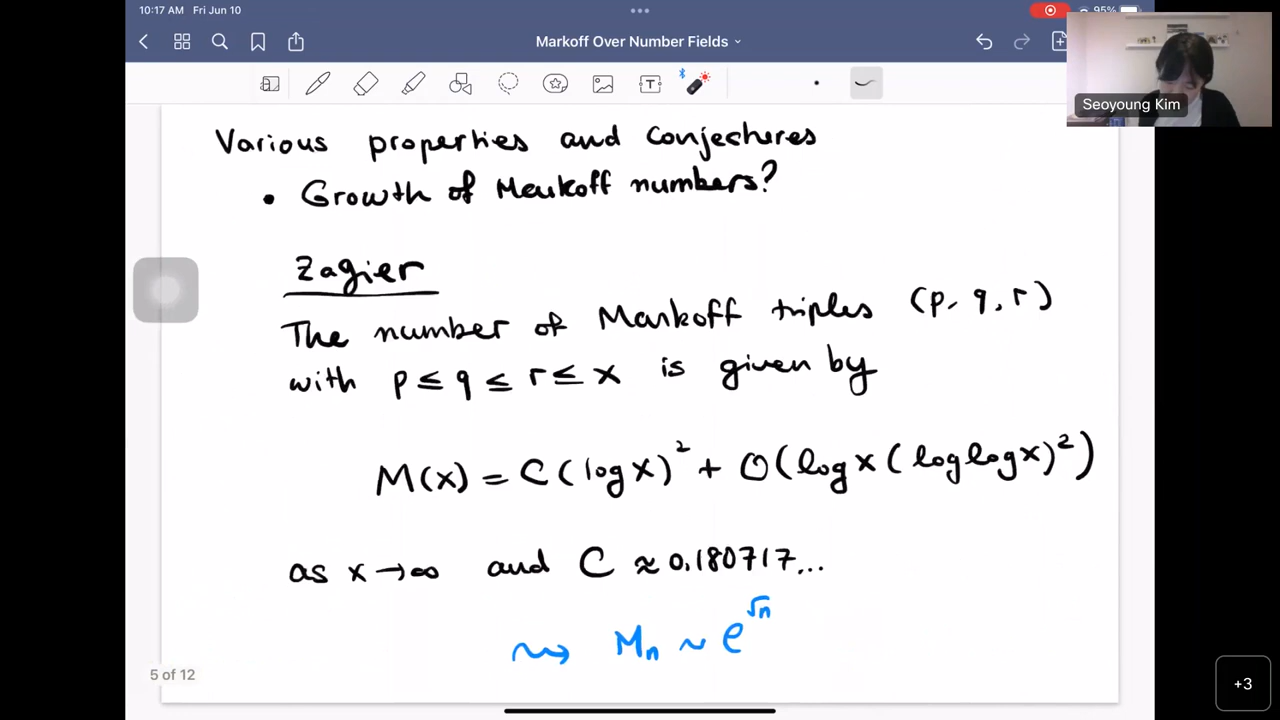 10:17 AM Fri Jun 10
95%
Markoff Over Number Fields
Seoyoung Kim
Various properties and conjectures
• Growth of Markoff numbers?
Zagier
The number of Markoff triples (p, q, r)
with p ≤ q ≤ r ≤ x is given by
M(x) = C(log x)² + O(log x (log log x)²)
as x → ∞ and C ≈ 0.180717...
⇝ Mₙ ~ e^√n
5 of 12
+3